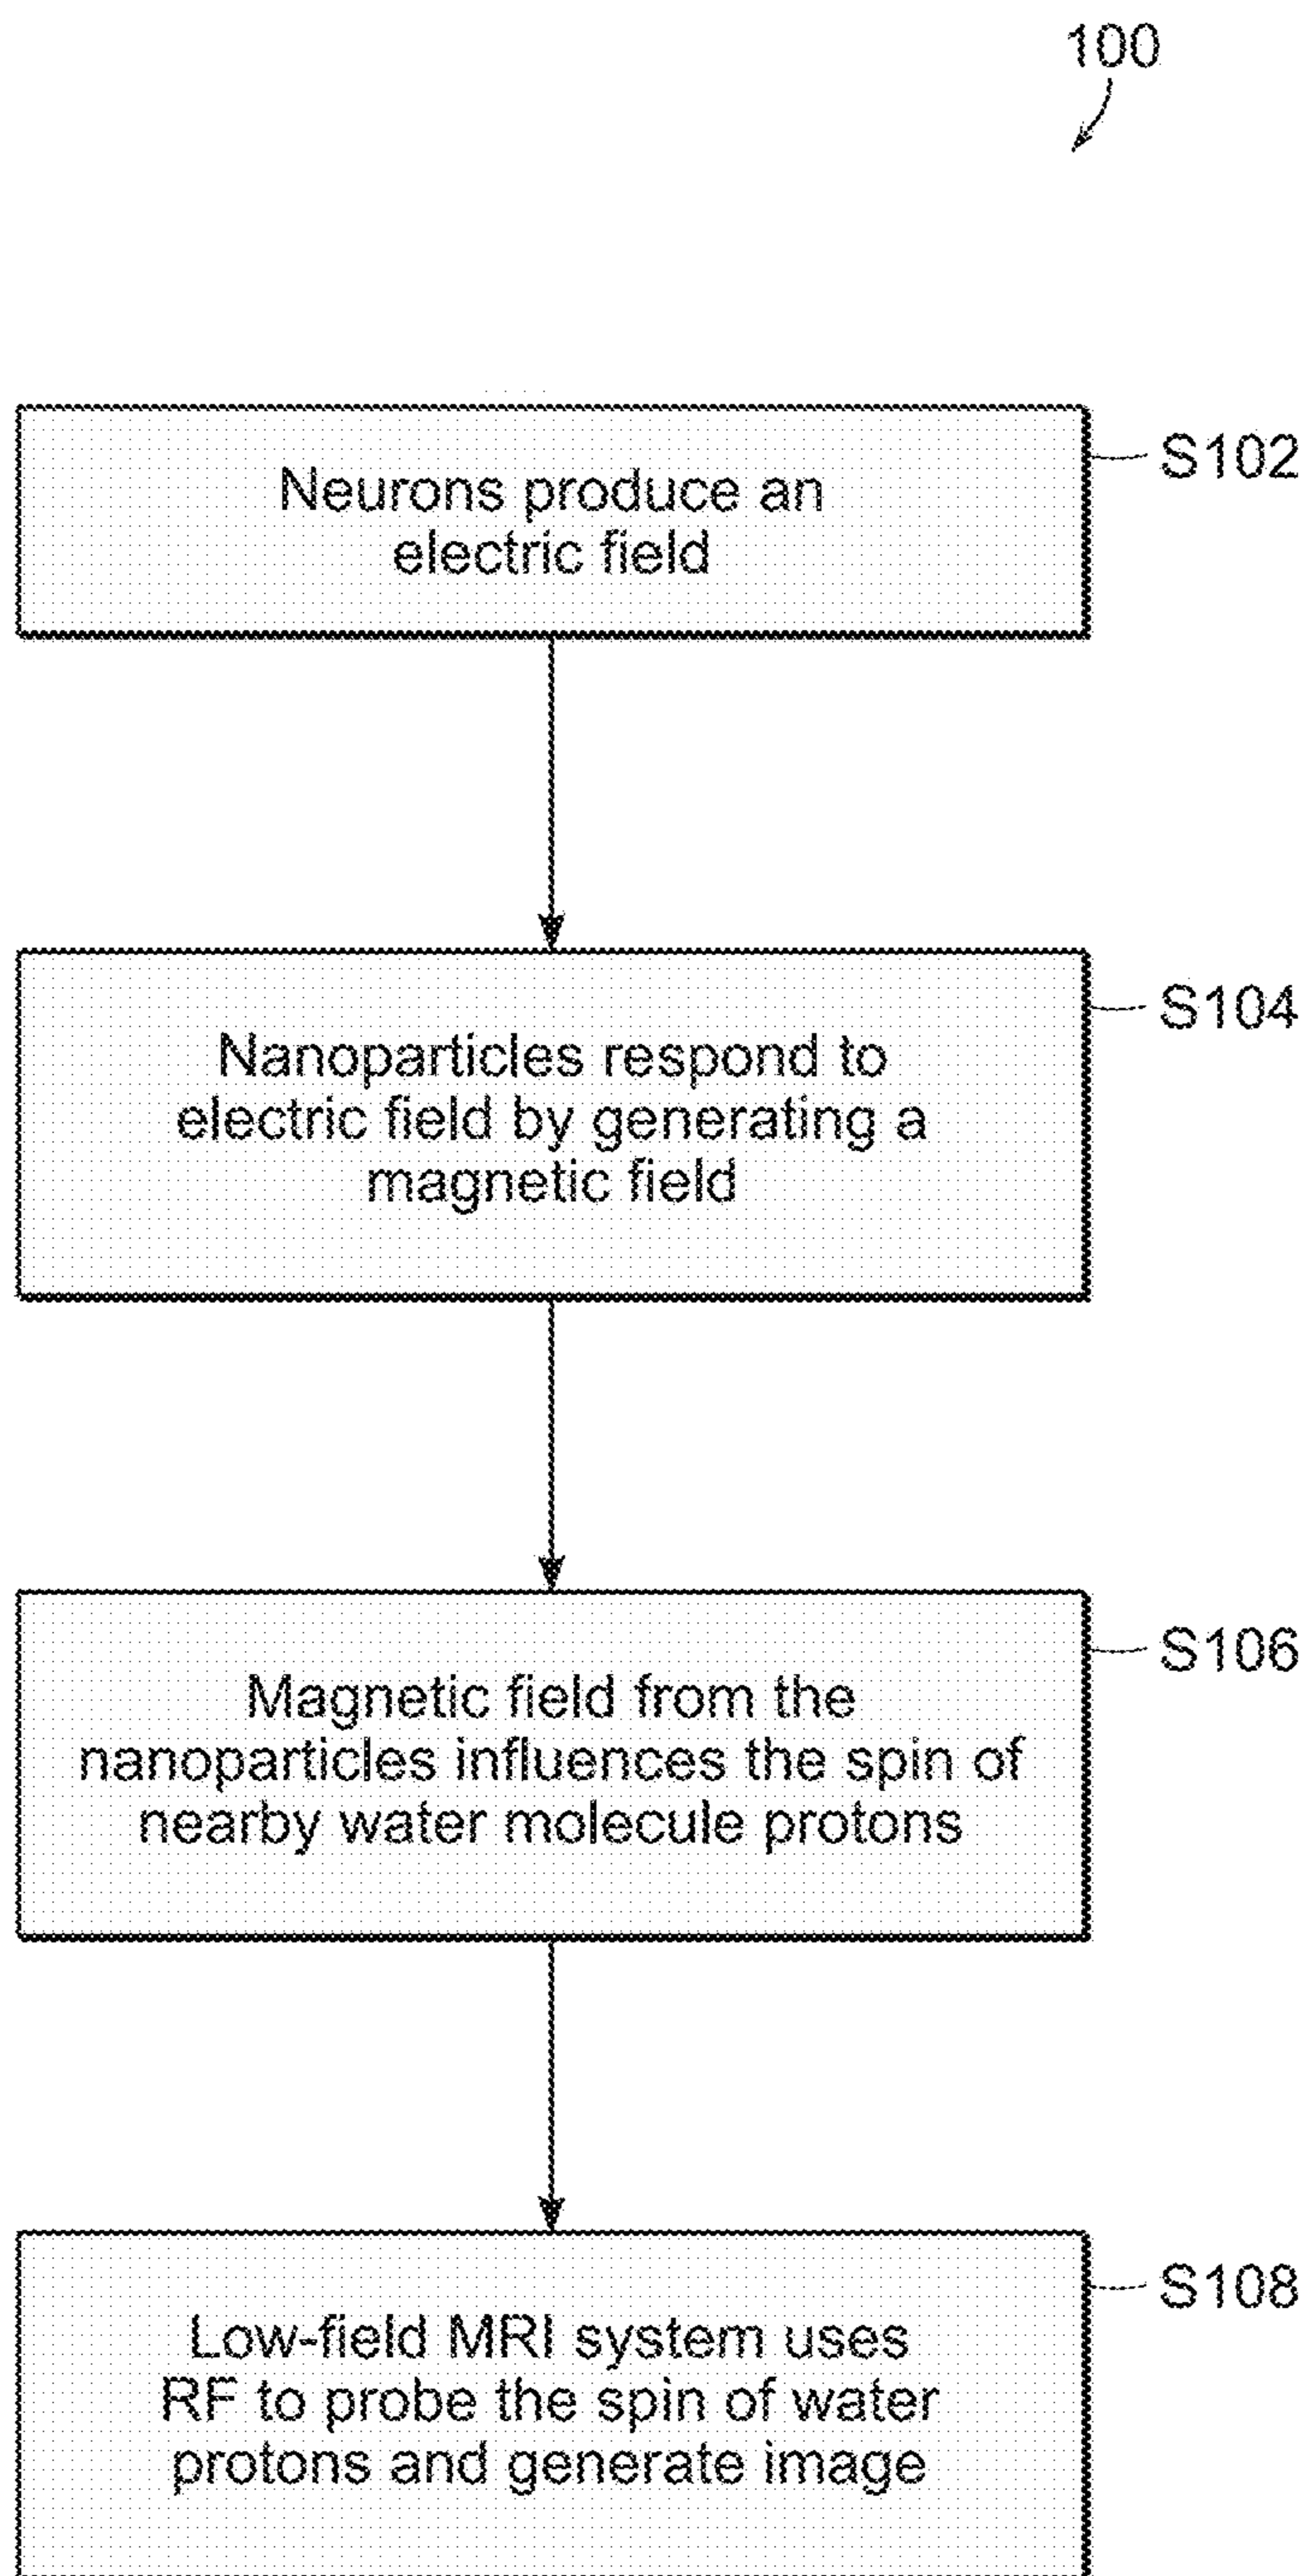 100
Neurons produce an
electric field
S102
Nanoparticles respond to
electric field by generating a
magnetic field
S104
Magnetic field from the
nanoparticles influences the spin of
nearby water molecule protons
S106
Low-field MRI system uses
RF to probe the spin of water
protons and generate image
S108